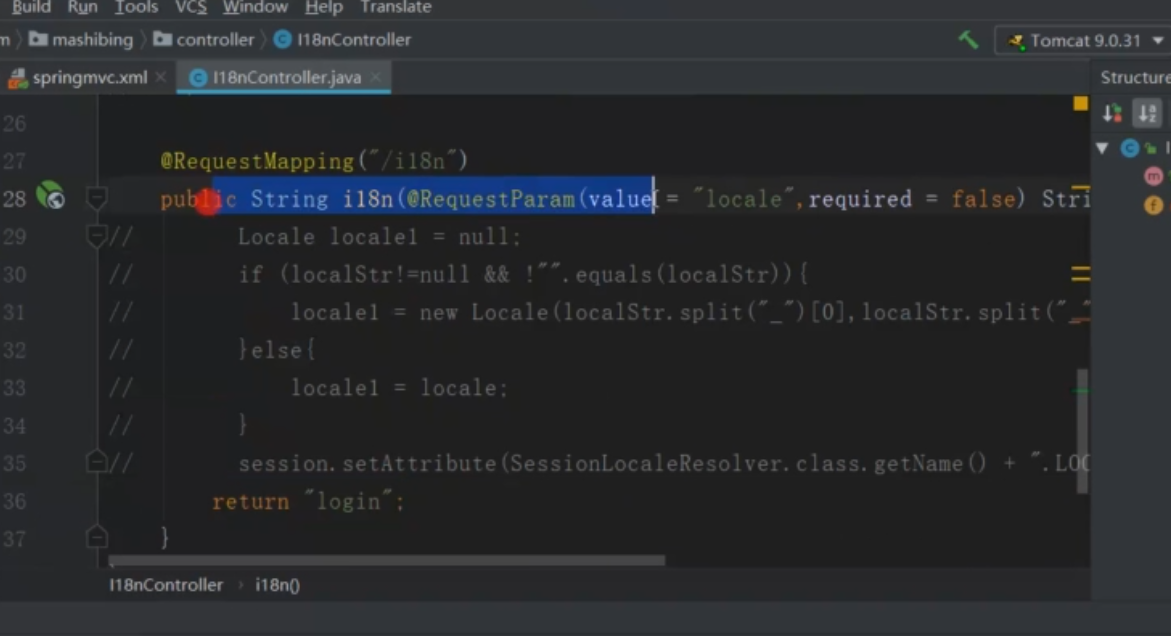 Build Run Tools VCS Window Help Translate
m mashibing controller I18nController Tomcat 9.0.31
springmvc.xml × I18nController.java × Structure
26
27 @RequestMapping("/i18n")
28 public String i18n(@RequestParam(value = "locale",required = false) Stri
29 // Locale locale1 = null;
30 // if (localStr!=null && !"".equals(localStr)){
31 // locale1 = new Locale(localStr.split("_")[0],localStr.split("_"
32 // }else{
33 // locale1 = locale;
34 // }
35 // session.setAttribute(SessionLocaleResolver.class.getName() + ".LOC
36 return "login";
37 }
I18nController i18n()